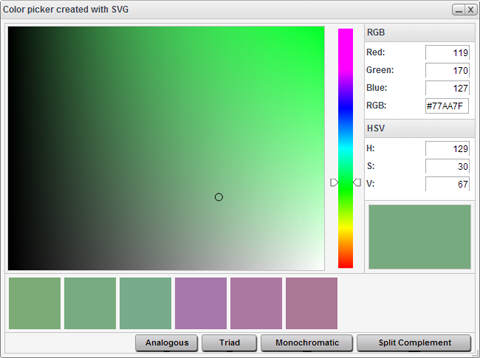 Color picker created with SVG
RGB
Red: 119
Green: 170
Blue: 127
RGB: #77AA7F
HSV
H: 129
S: 30
V: 67
Analogous Triad Monochromatic Split Complement